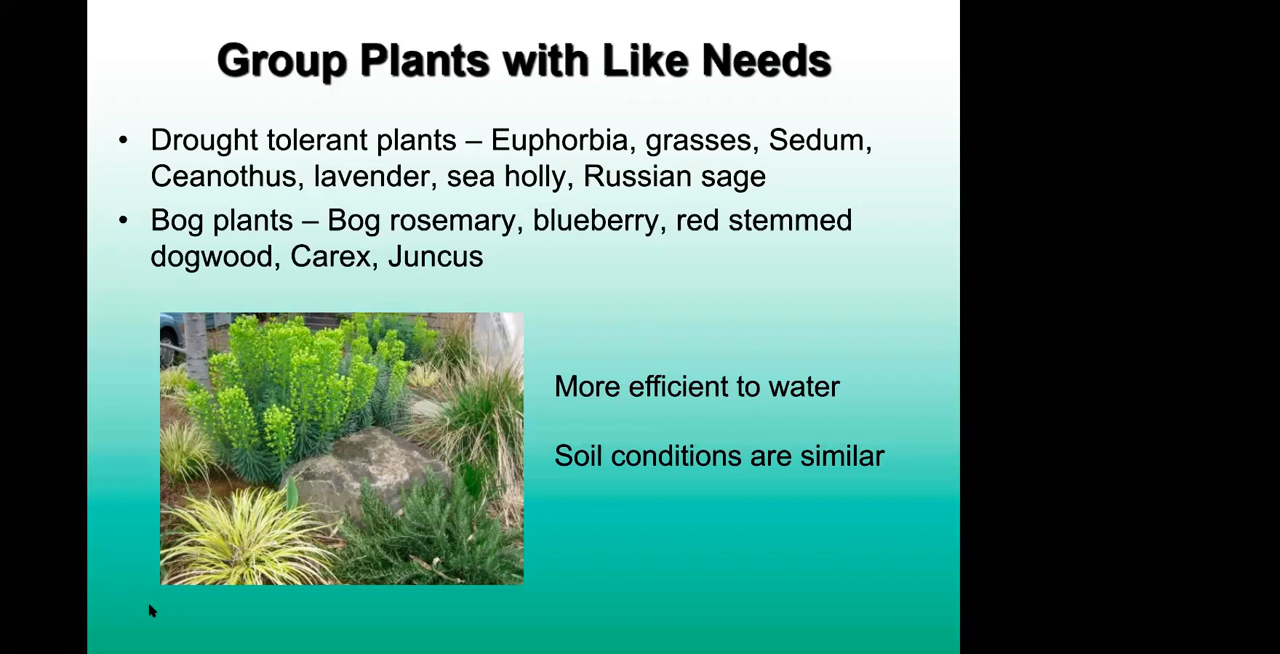 Group Plants with Like Needs
• Drought tolerant plants – Euphorbia, grasses, Sedum,
Ceanothus, lavender, sea holly, Russian sage
• Bog plants – Bog rosemary, blueberry, red stemmed
dogwood, Carex, Juncus
More efficient to water
Soil conditions are similar